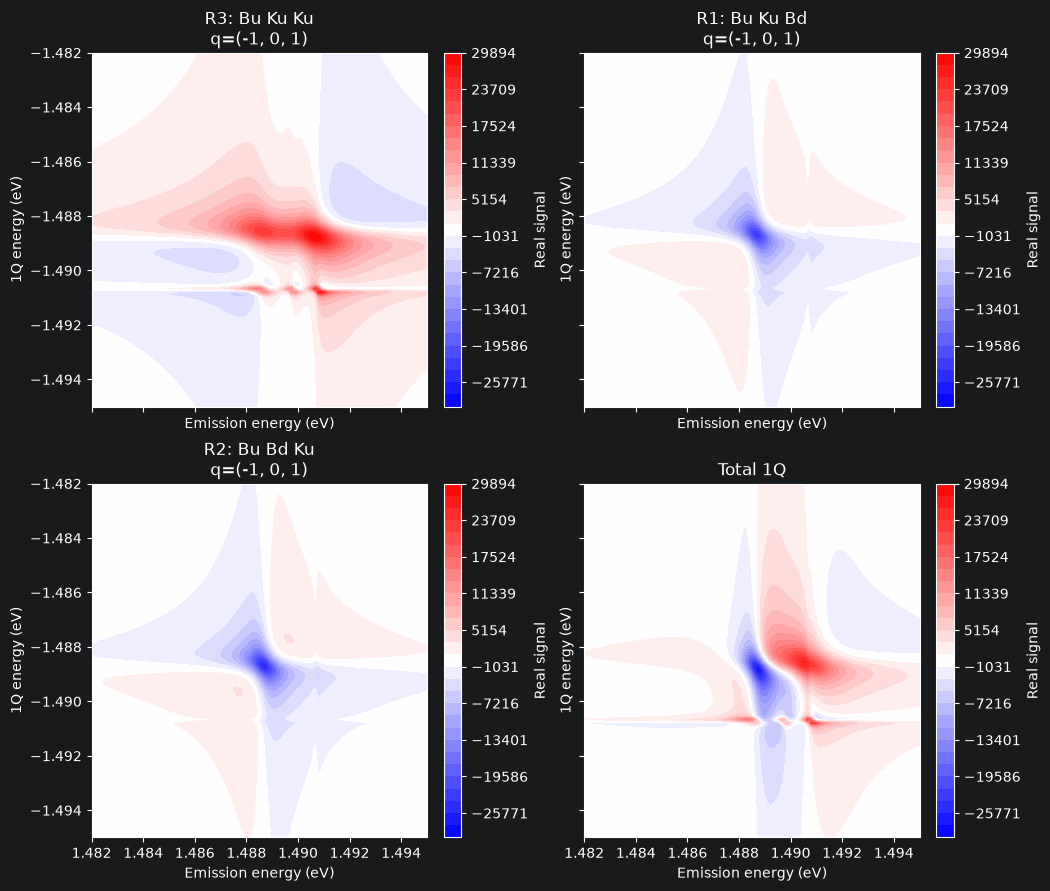 R3: Bu Ku Ku
q=(-1, 0, 1)
−1.482
−1.484
−1.486
−1.488
−1.490
−1.492
−1.494
1Q energy (eV)
Emission energy (eV)
29894
23709
17524
11339
5154
−1031
−7216
−13401
−19586
−25771
Real signal
R1: Bu Ku Bd
q=(-1, 0, 1)
1Q energy (eV)
Emission energy (eV)
29894
23709
17524
11339
5154
−1031
−7216
−13401
−19586
−25771
Real signal
R2: Bu Bd Ku
q=(-1, 0, 1)
−1.482
−1.484
−1.486
−1.488
−1.490
−1.492
−1.494
1Q energy (eV)
1.482 1.484 1.486 1.488 1.490 1.492 1.494
Emission energy (eV)
29894
23709
17524
11339
5154
−1031
−7216
−13401
−19586
−25771
Real signal
Total 1Q
1Q energy (eV)
1.482 1.484 1.486 1.488 1.490 1.492 1.494
Emission energy (eV)
29894
23709
17524
11339
5154
−1031
−7216
−13401
−19586
−25771
Real signal